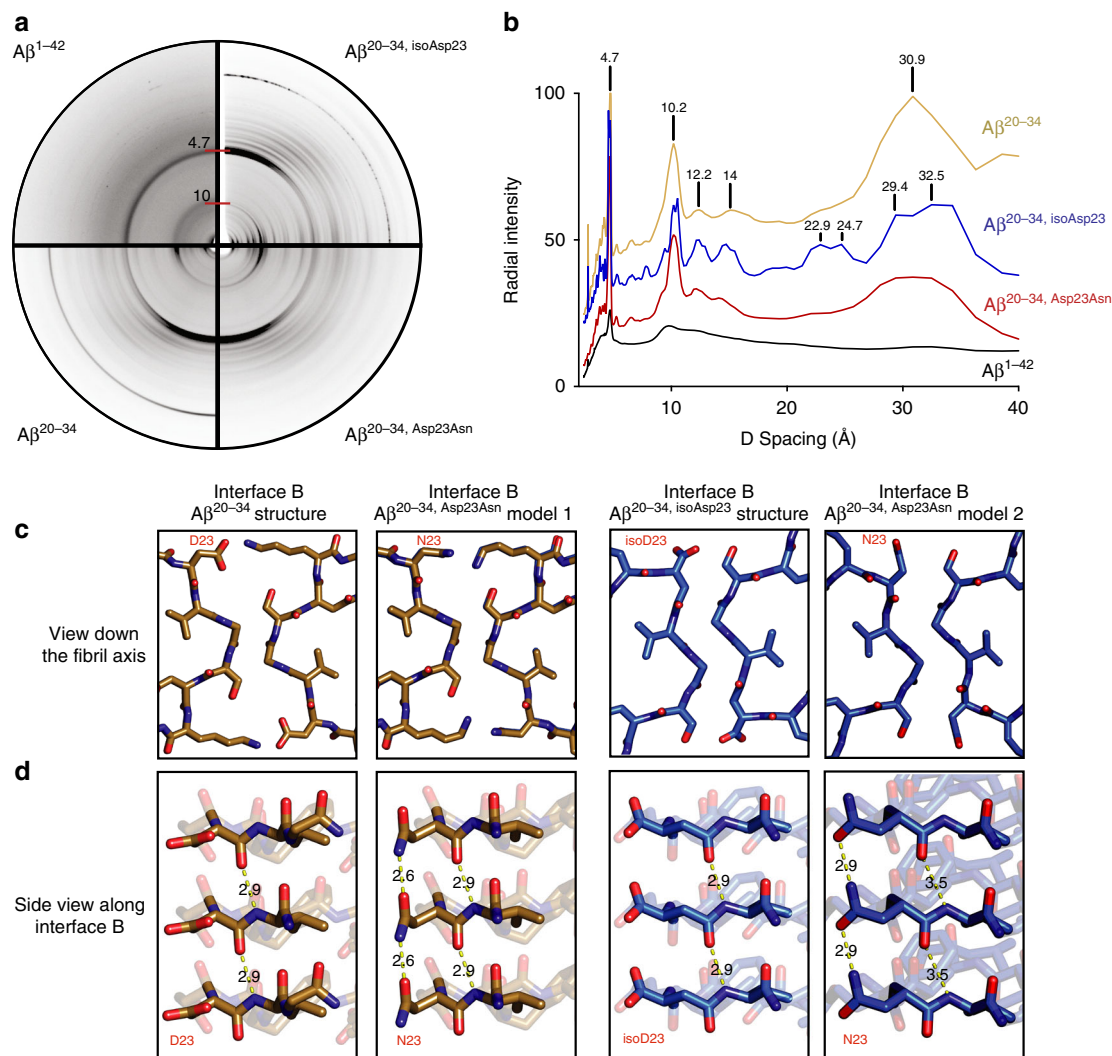 a
Aβ1–42
Aβ20–34, isoAsp23
4.7
10
Aβ20–34
Aβ20–34, Asp23Asn
b
4.7
30.9
100
10.2
Aβ20–34
12.2
14
29.4
32.5
22.9
24.7
Aβ20–34, isoAsp23
50
Radial intensity
Aβ20–34, Asp23Asn
Aβ1–42
0
10
20
30
40
D Spacing (Å)
c
Interface B
Aβ20–34 structure
Interface B
Aβ20–34, Asp23Asn model 1
Interface B
Aβ20–34, isoAsp23 structure
Interface B
Aβ20–34, Asp23Asn model 2
D23
N23
isoD23
N23
View down
the fibril axis
d
Side view along
interface B
2.9
2.9
D23
2.6
2.9
2.6
2.9
N23
2.9
2.9
isoD23
2.9
3.5
2.9
3.5
N23